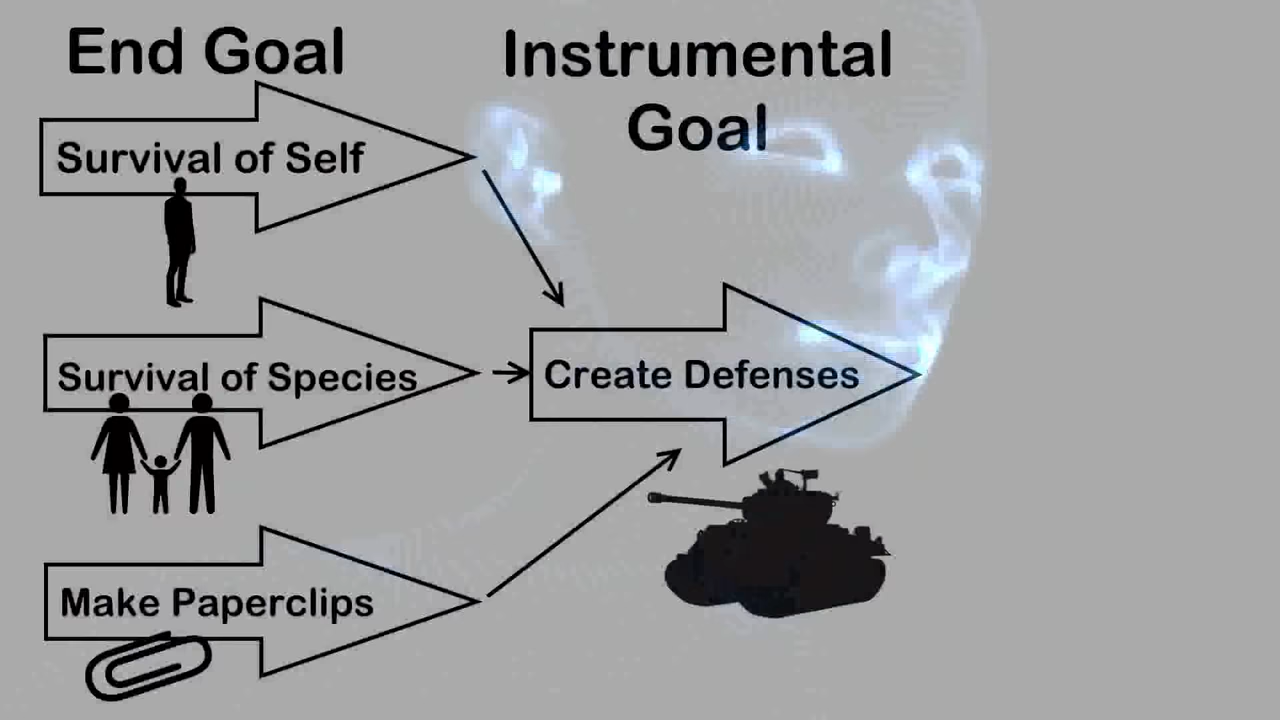 End Goal
Instrumental
Goal
Survival of Self
Survival of Species
Create Defenses
Make Paperclips